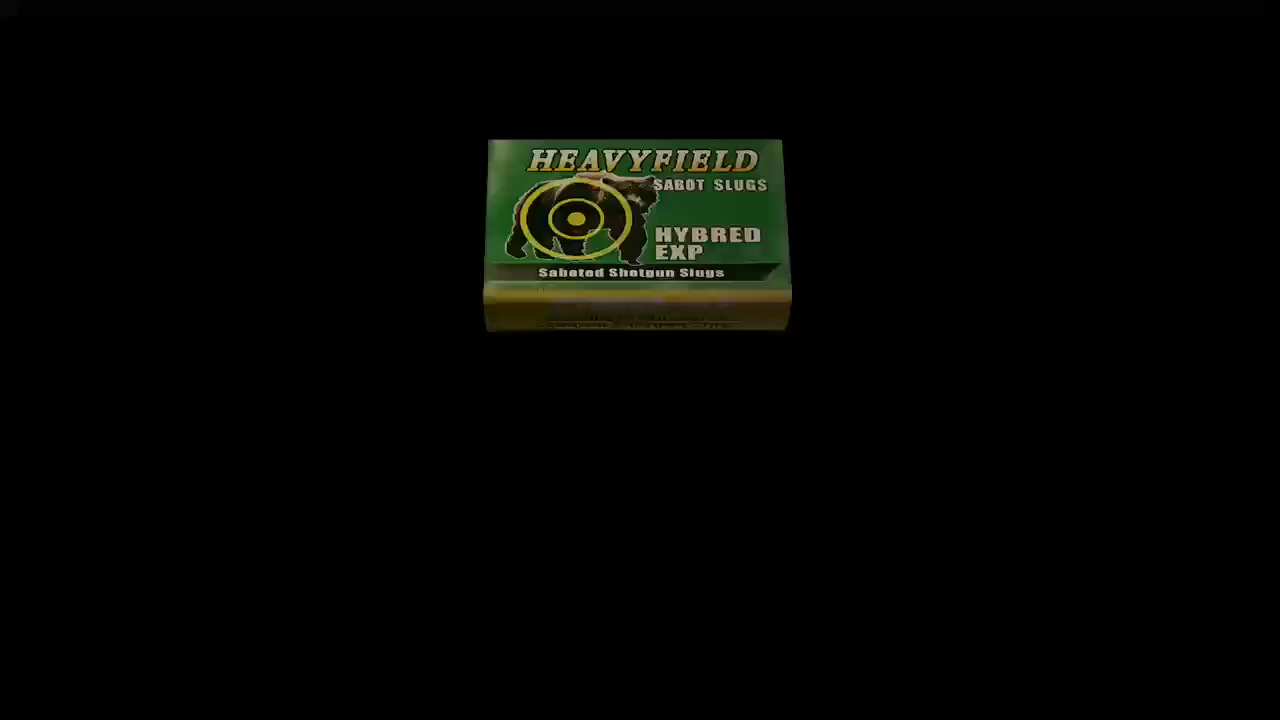 HEAVYFIELD
SABOT SLUGS
HYBRED
EXP
Saboted Shotgun Slugs